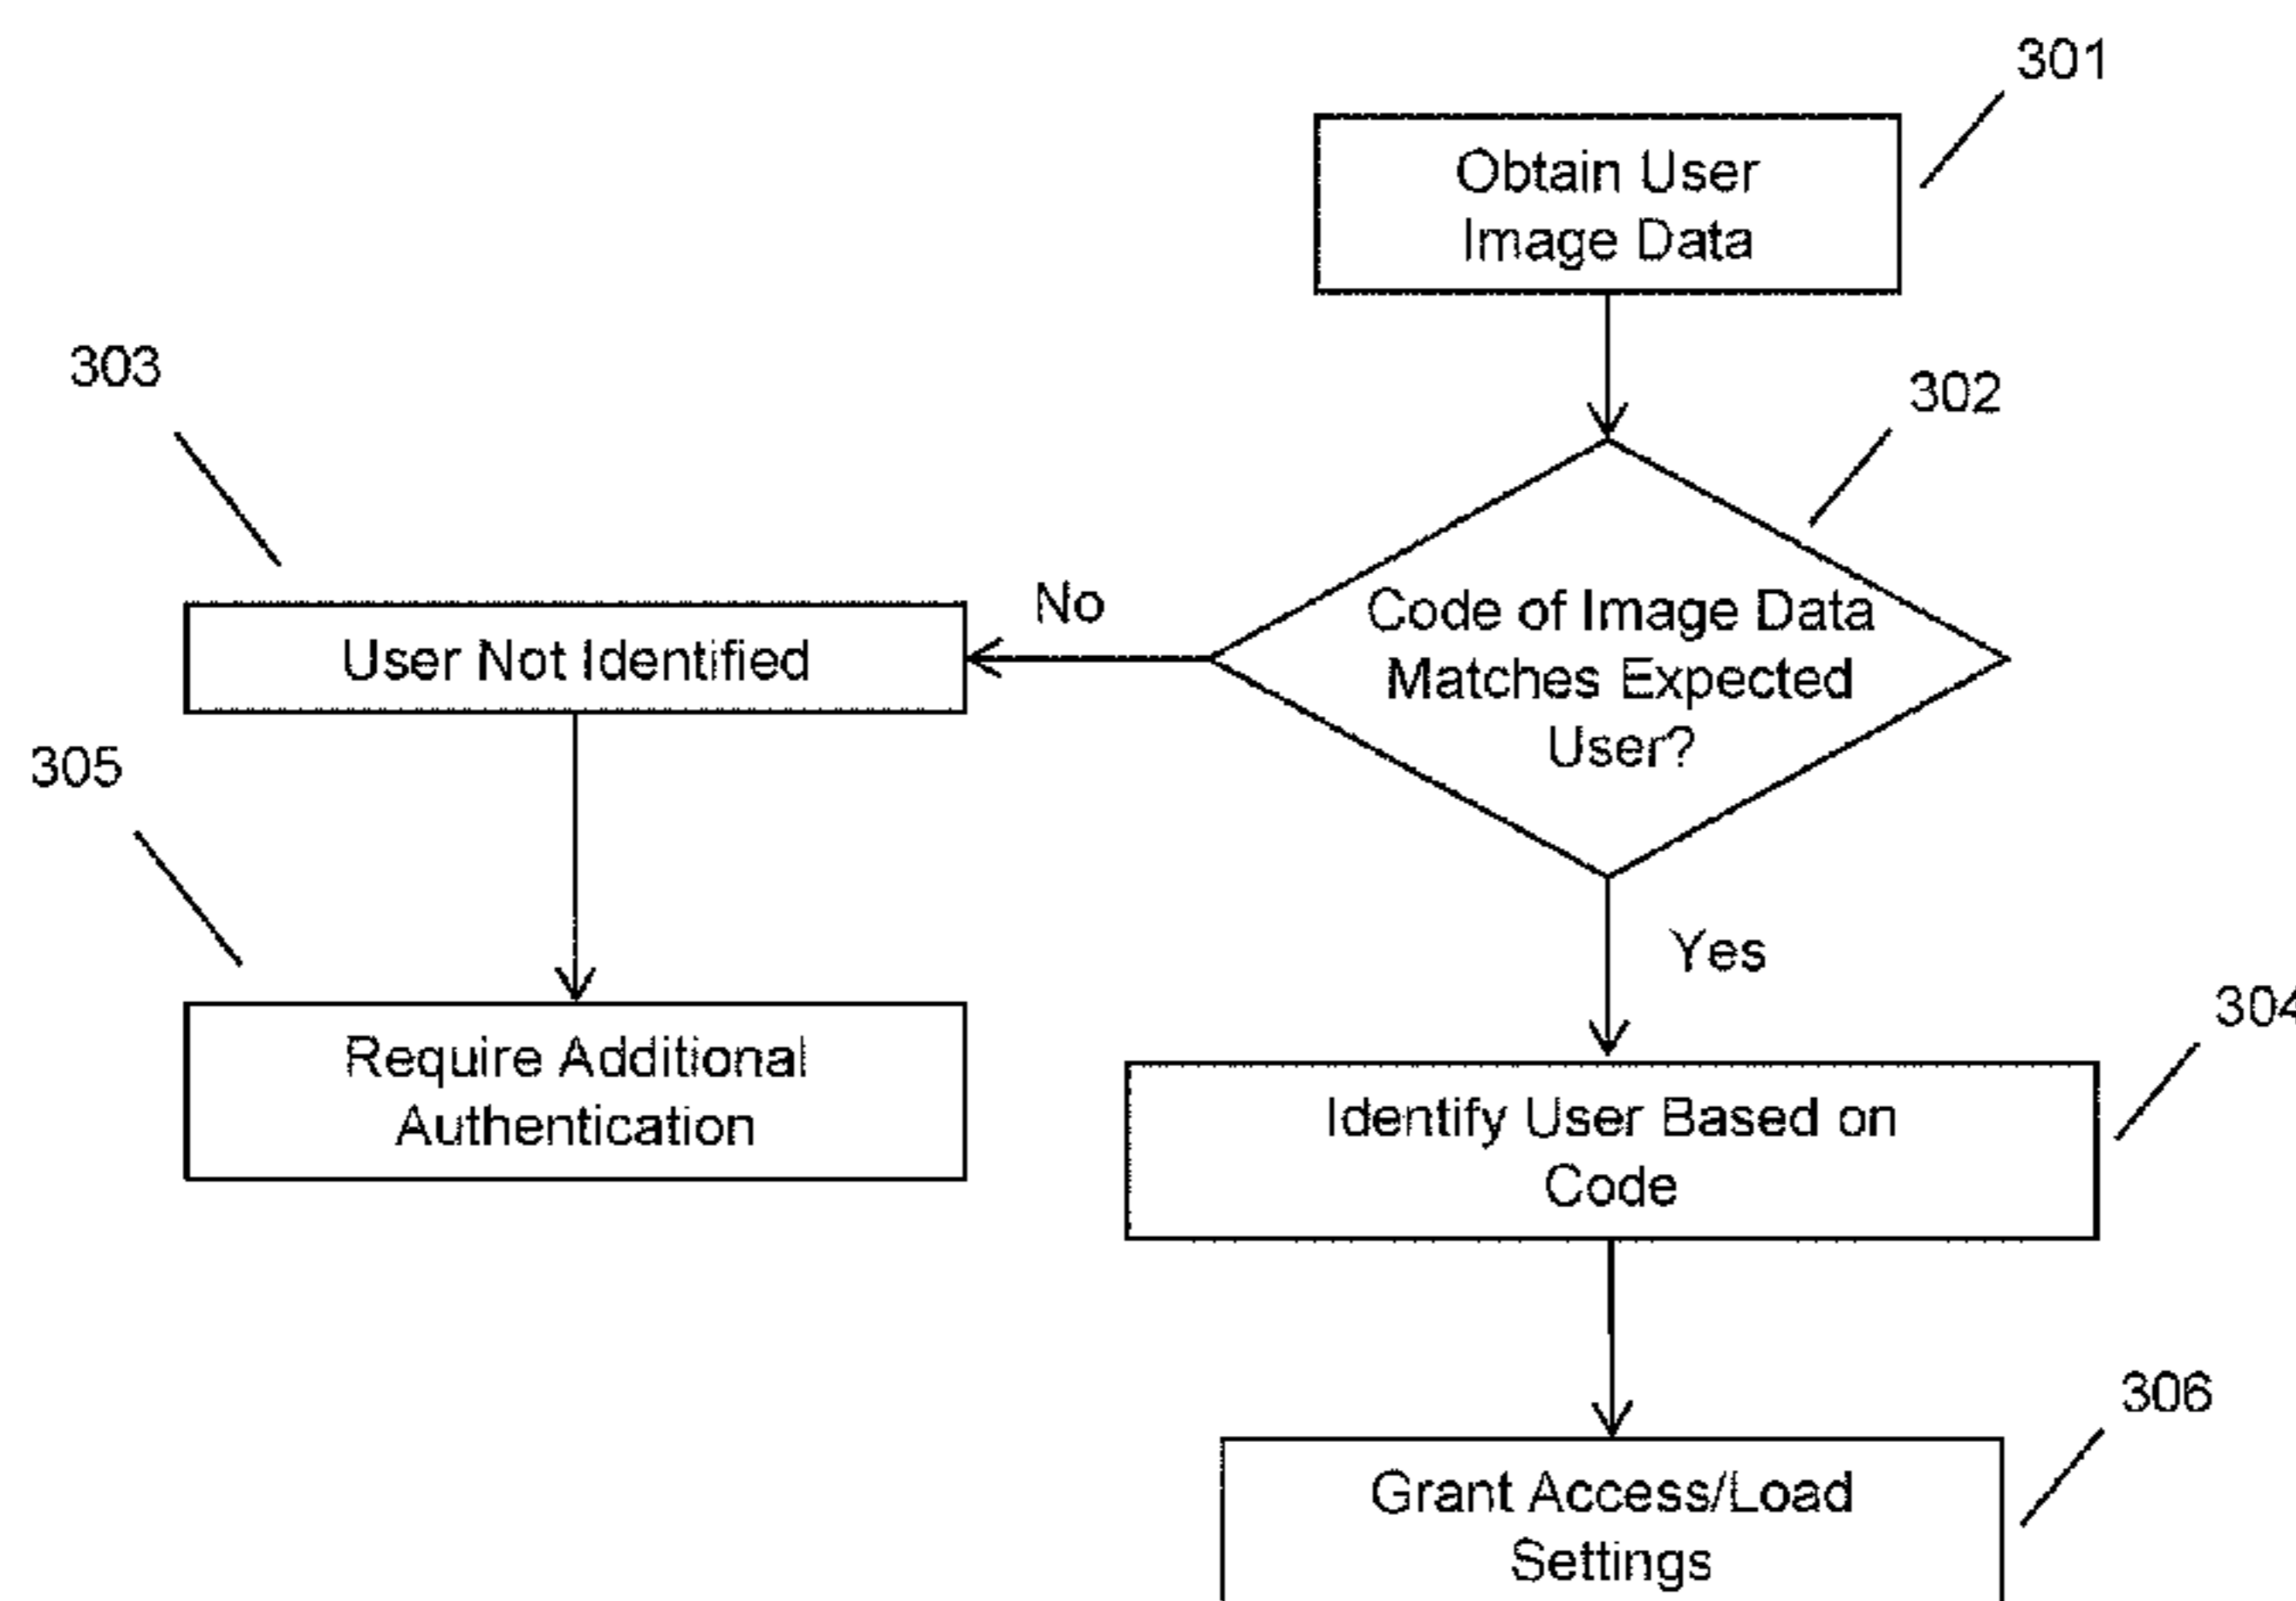 301
Obtain User
Image Data
302
Code of Image Data
Matches Expected
User?
No
303
User Not Identified
305
Require Additional
Authentication
Yes
304
Identify User Based on
Code
306
Grant Access/Load
Settings